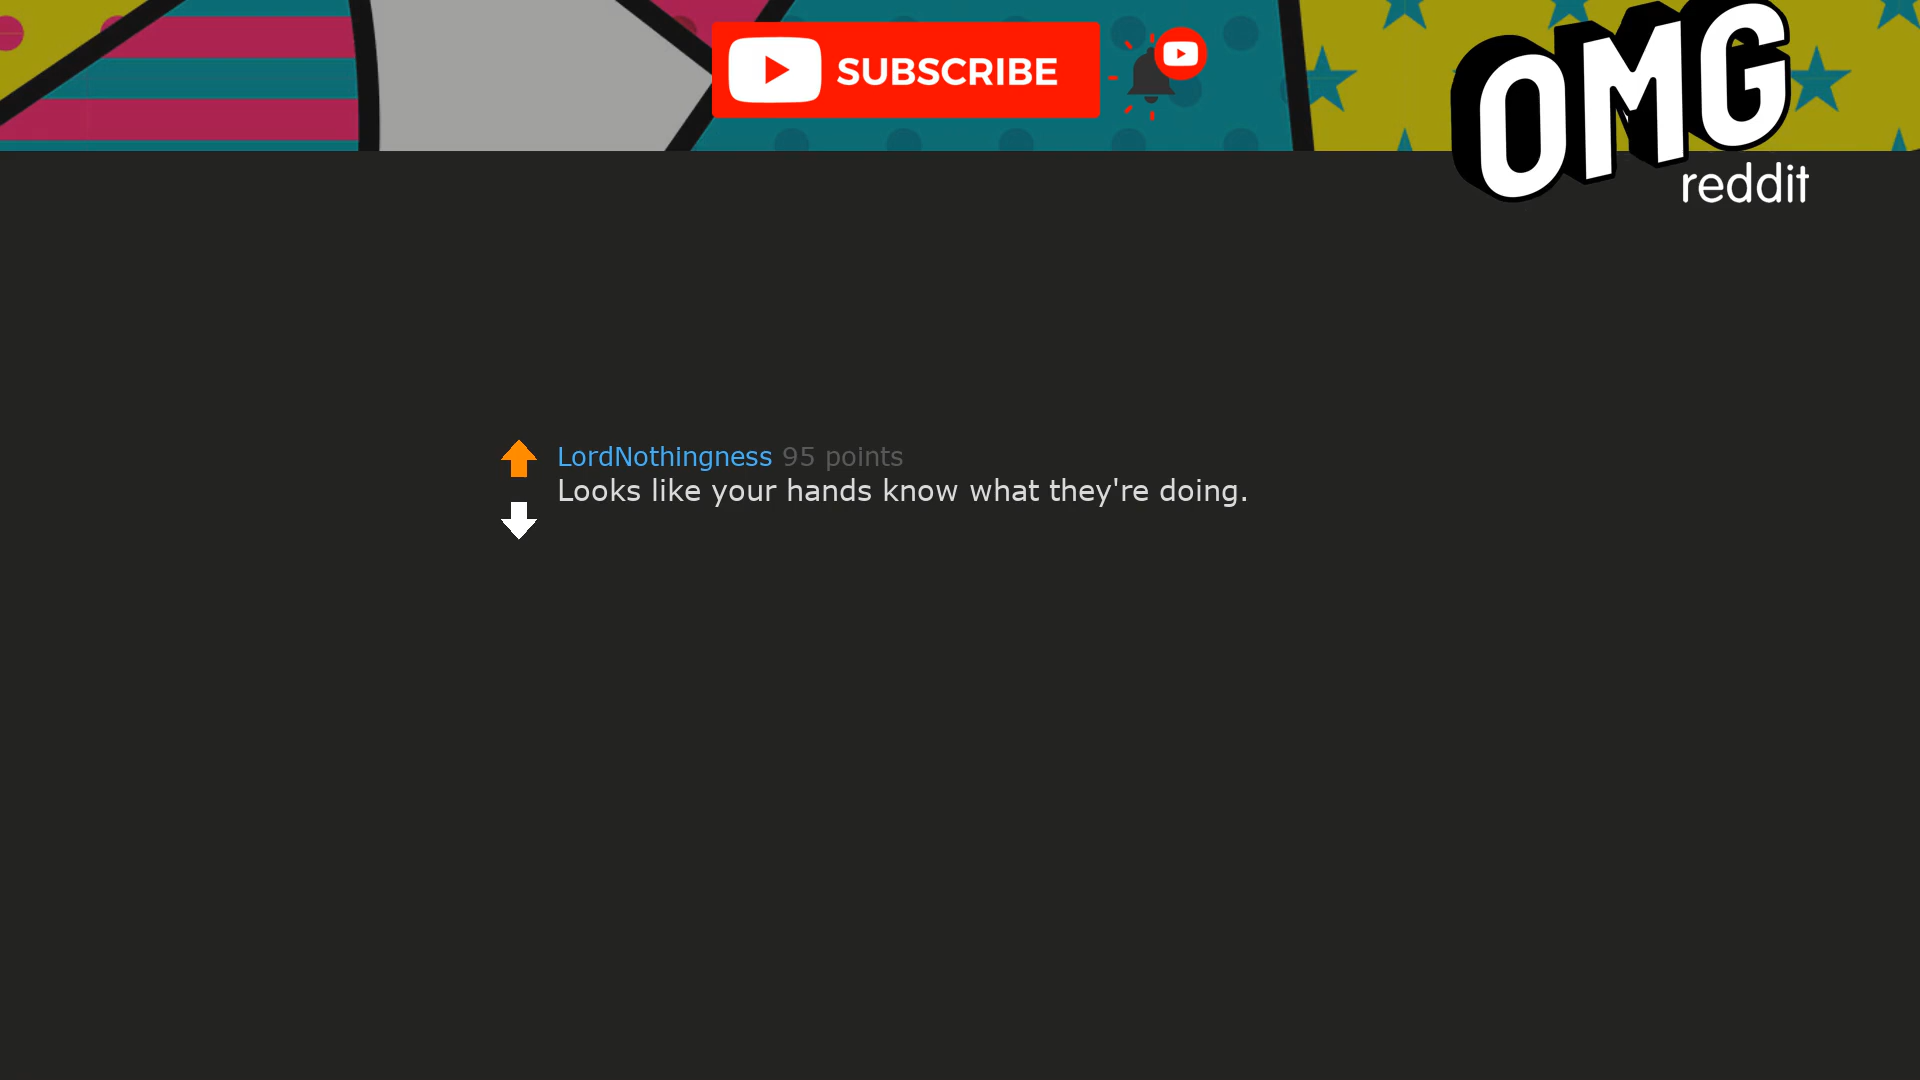 SUBSCRIBE
OMG
reddit
LordNothingness 95 points
Looks like your hands know what they're doing.